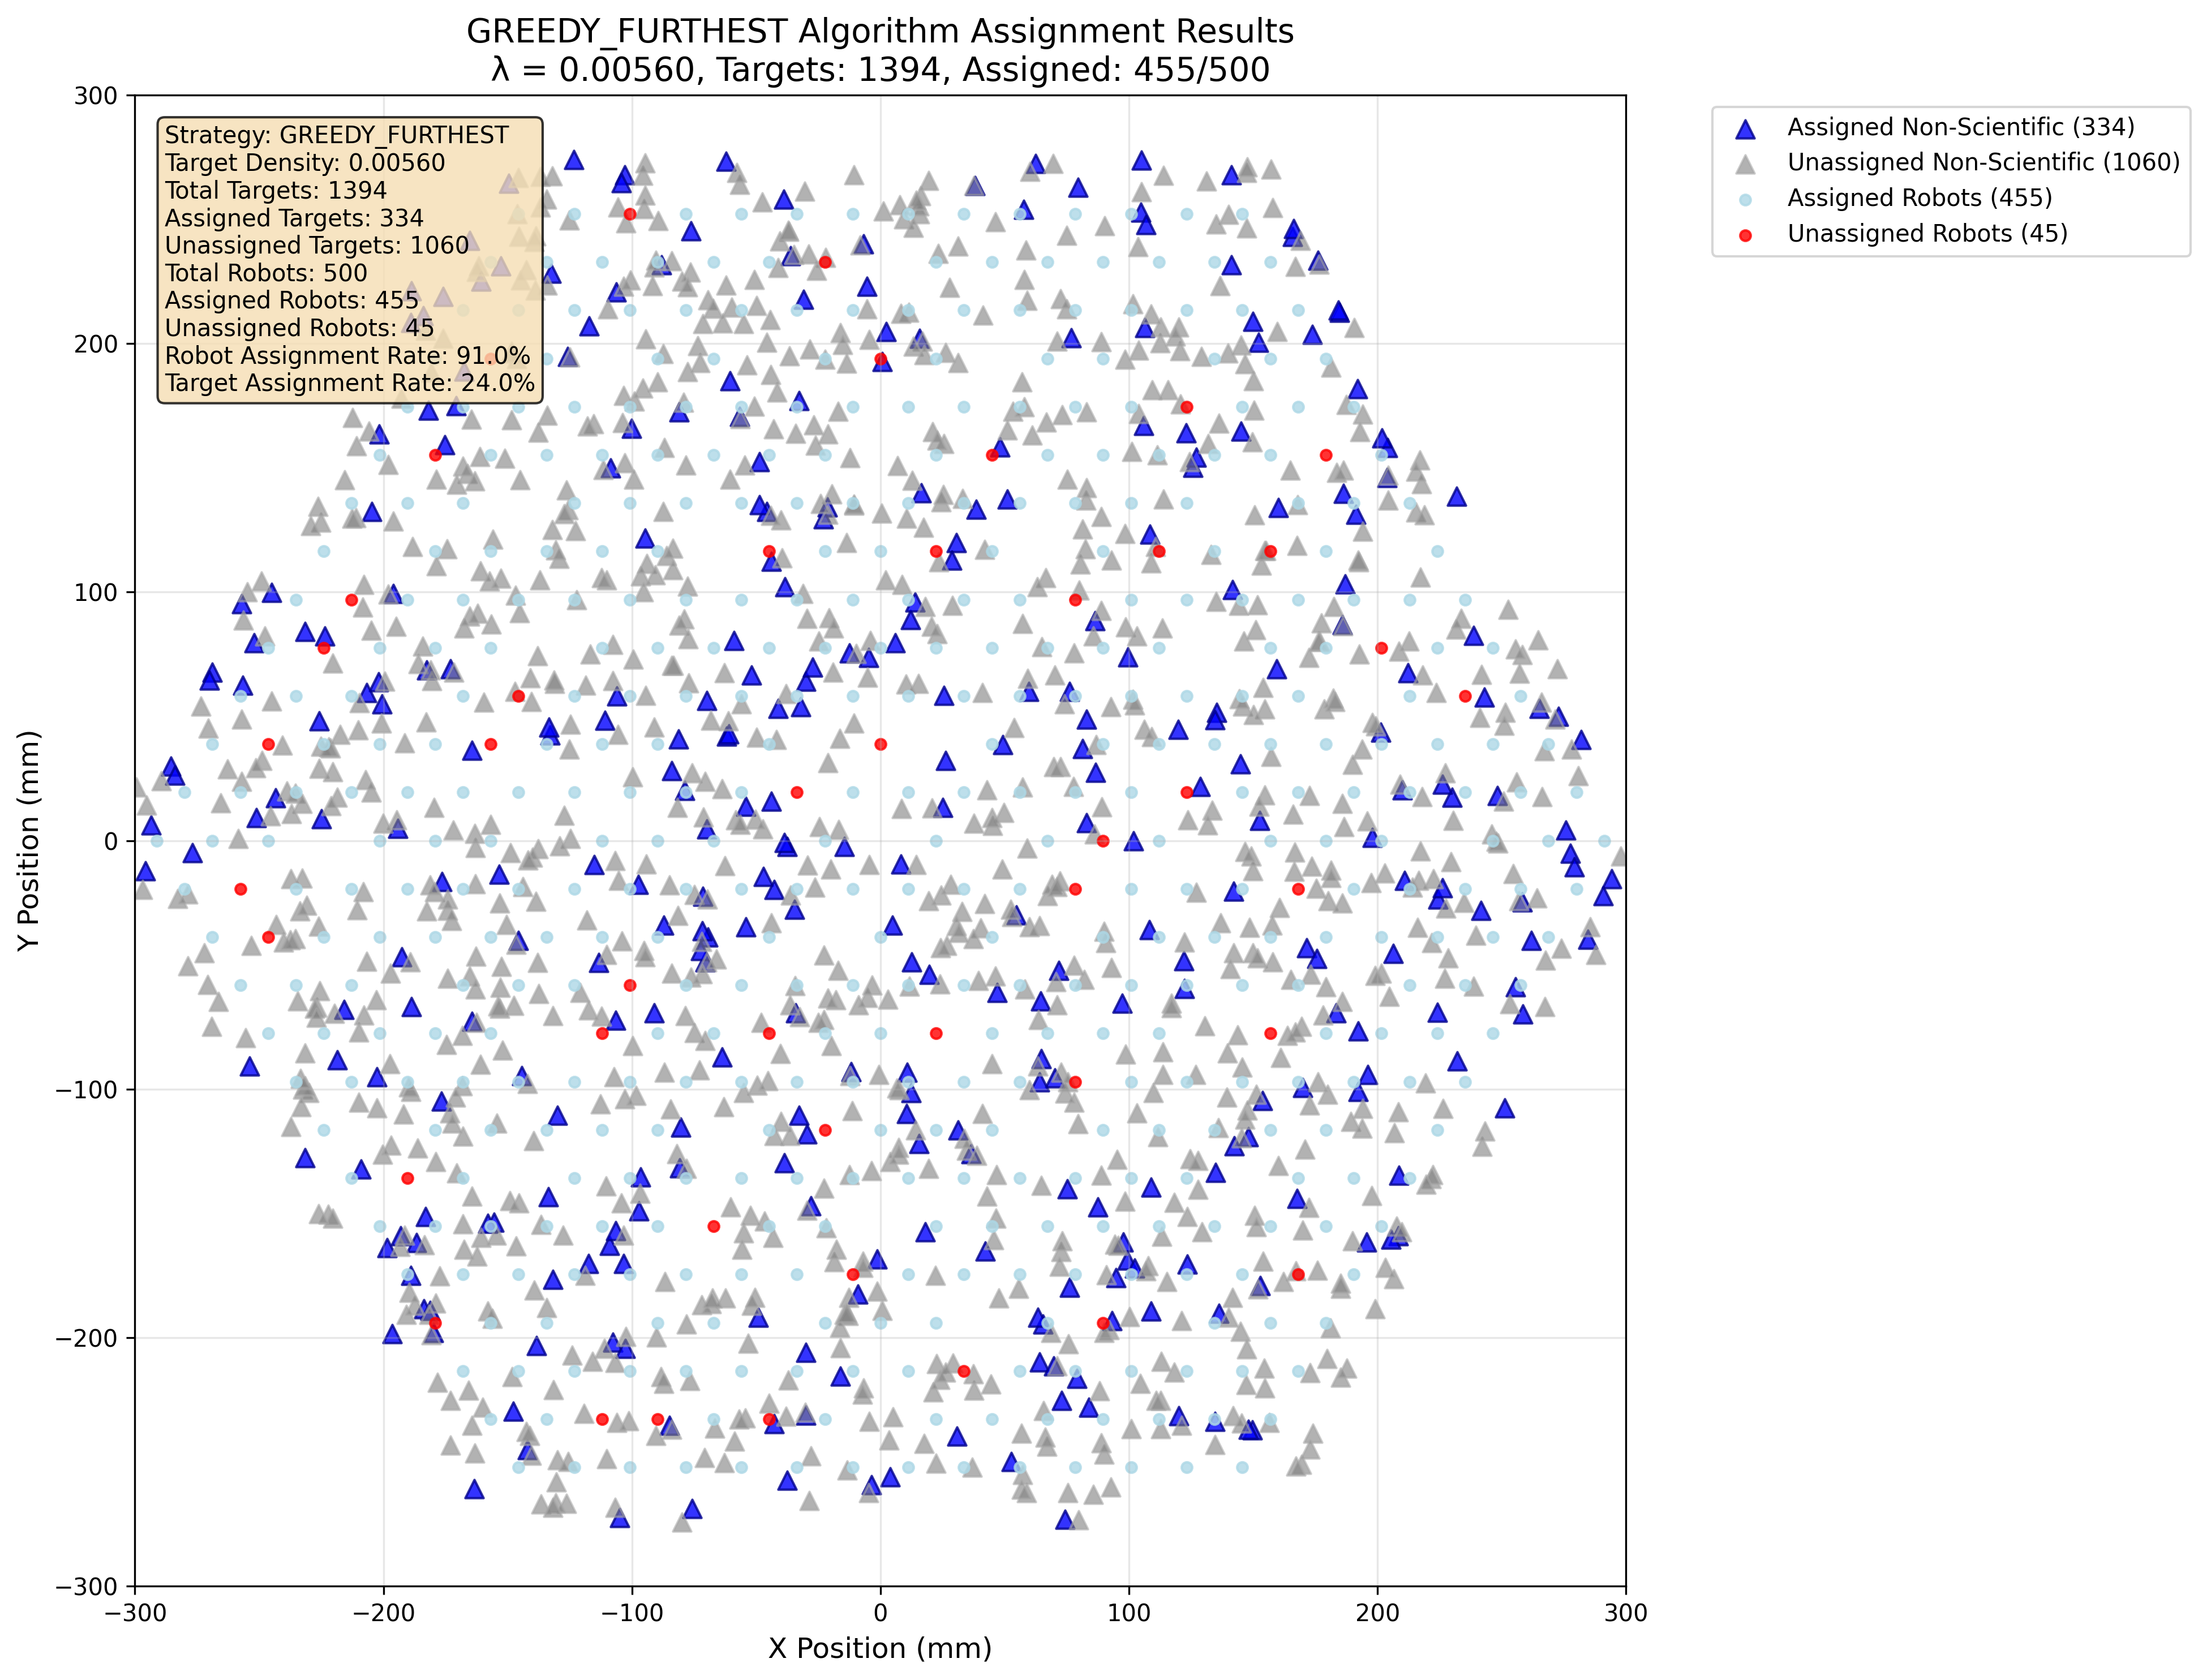 GREEDY_FURTHEST Algorithm Assignment Results
λ = 0.00560, Targets: 1394, Assigned: 455/500
Strategy: GREEDY_FURTHEST
Target Density: 0.00560
Total Targets: 1394
Assigned Targets: 334
Unassigned Targets: 1060
Total Robots: 500
Assigned Robots: 455
Unassigned Robots: 45
Robot Assignment Rate: 91.0%
Target Assignment Rate: 24.0%
Assigned Non-Scientific (334)
Unassigned Non-Scientific (1060)
Assigned Robots (455)
Unassigned Robots (45)
300
200
100
0
−100
−200
−300
Y Position (mm)
−300 −200 −100 0 100 200 300
X Position (mm)